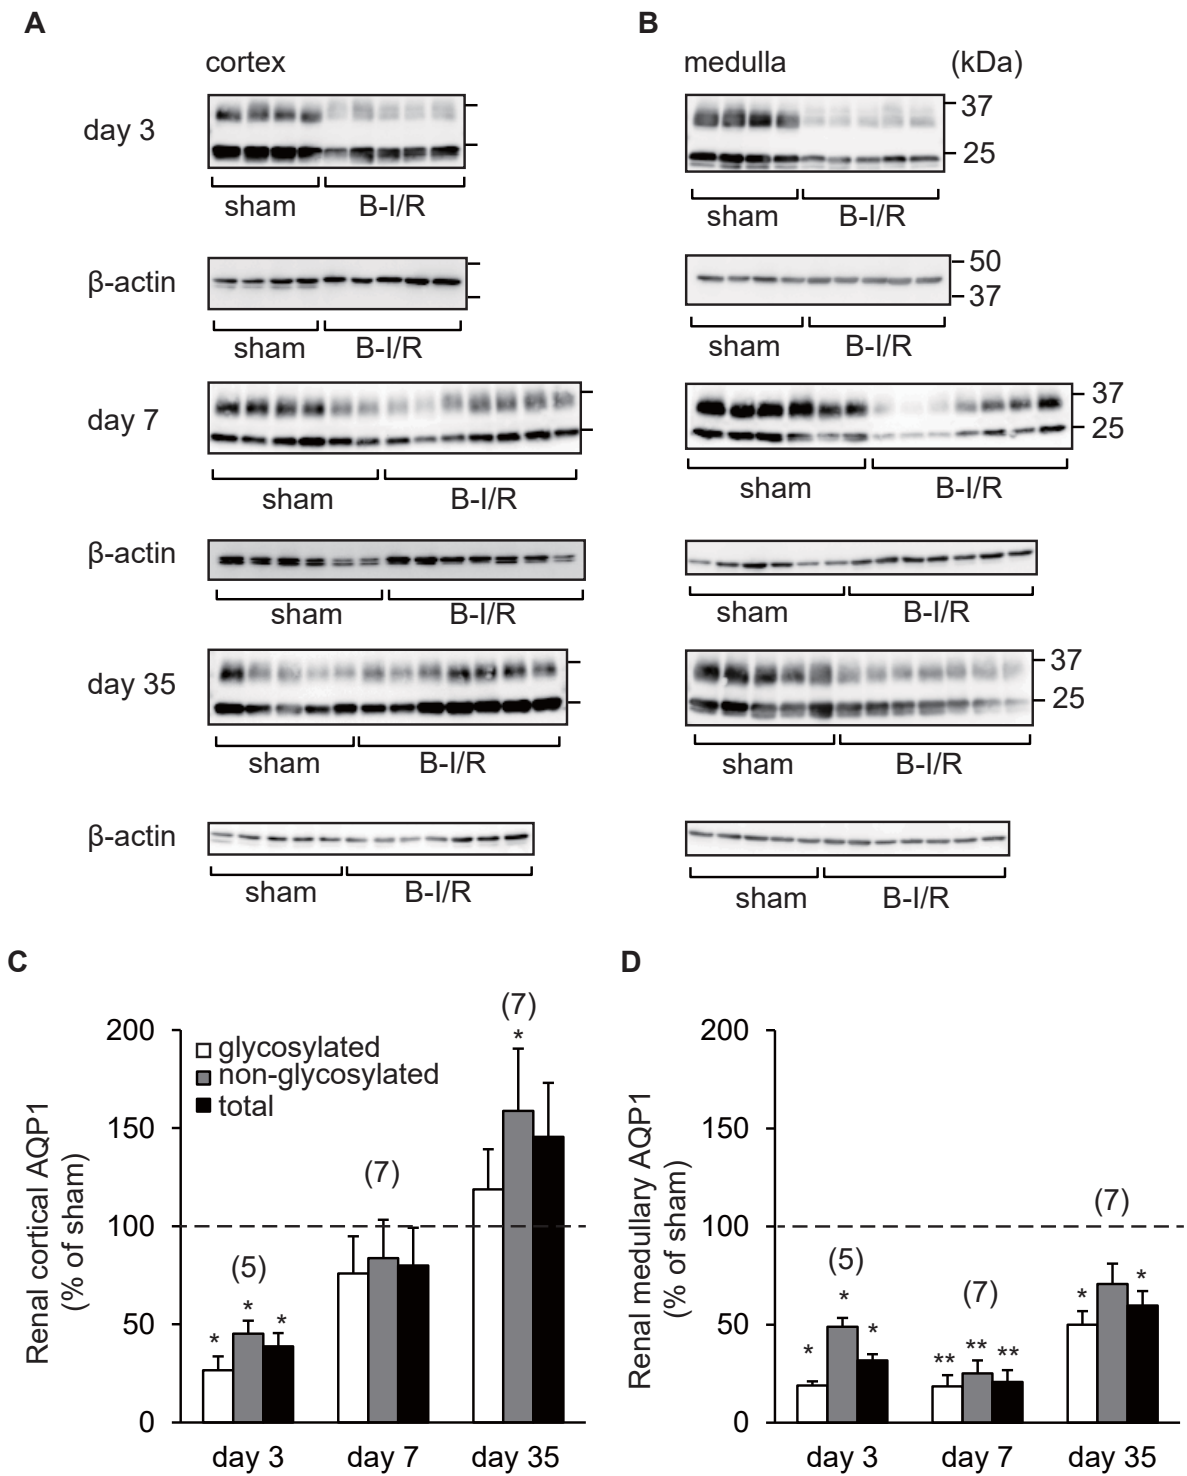 A
B
cortex
medulla
(kDa)
day 3
37
25
sham
B-I/R
sham
B-I/R
β-actin
50
37
sham
B-I/R
sham
B-I/R
day 7
37
25
sham
B-I/R
sham
B-I/R
β-actin
sham
B-I/R
sham
B-I/R
day 35
37
25
sham
B-I/R
sham
B-I/R
β-actin
sham
B-I/R
sham
B-I/R
C
Renal cortical AQP1
(% of sham)
200
150
100
50
0
glycosylated
non-glycosylated
total
(5)
* * *
(7)
(7)
*
day 3
day 7
day 35
D
Renal medullary AQP1
(% of sham)
200
150
100
50
0
(5)
* * *
(7)
** ** **
(7)
* *
day 3
day 7
day 35